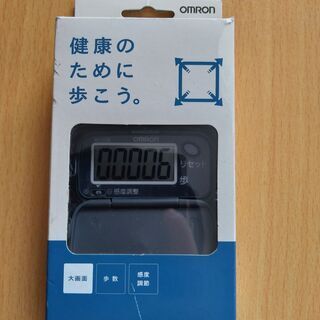 OMRON
健康の
ために
歩こう。
OMRON
00006
リセット
歩
感度調整
大画面
歩数
感度
調節